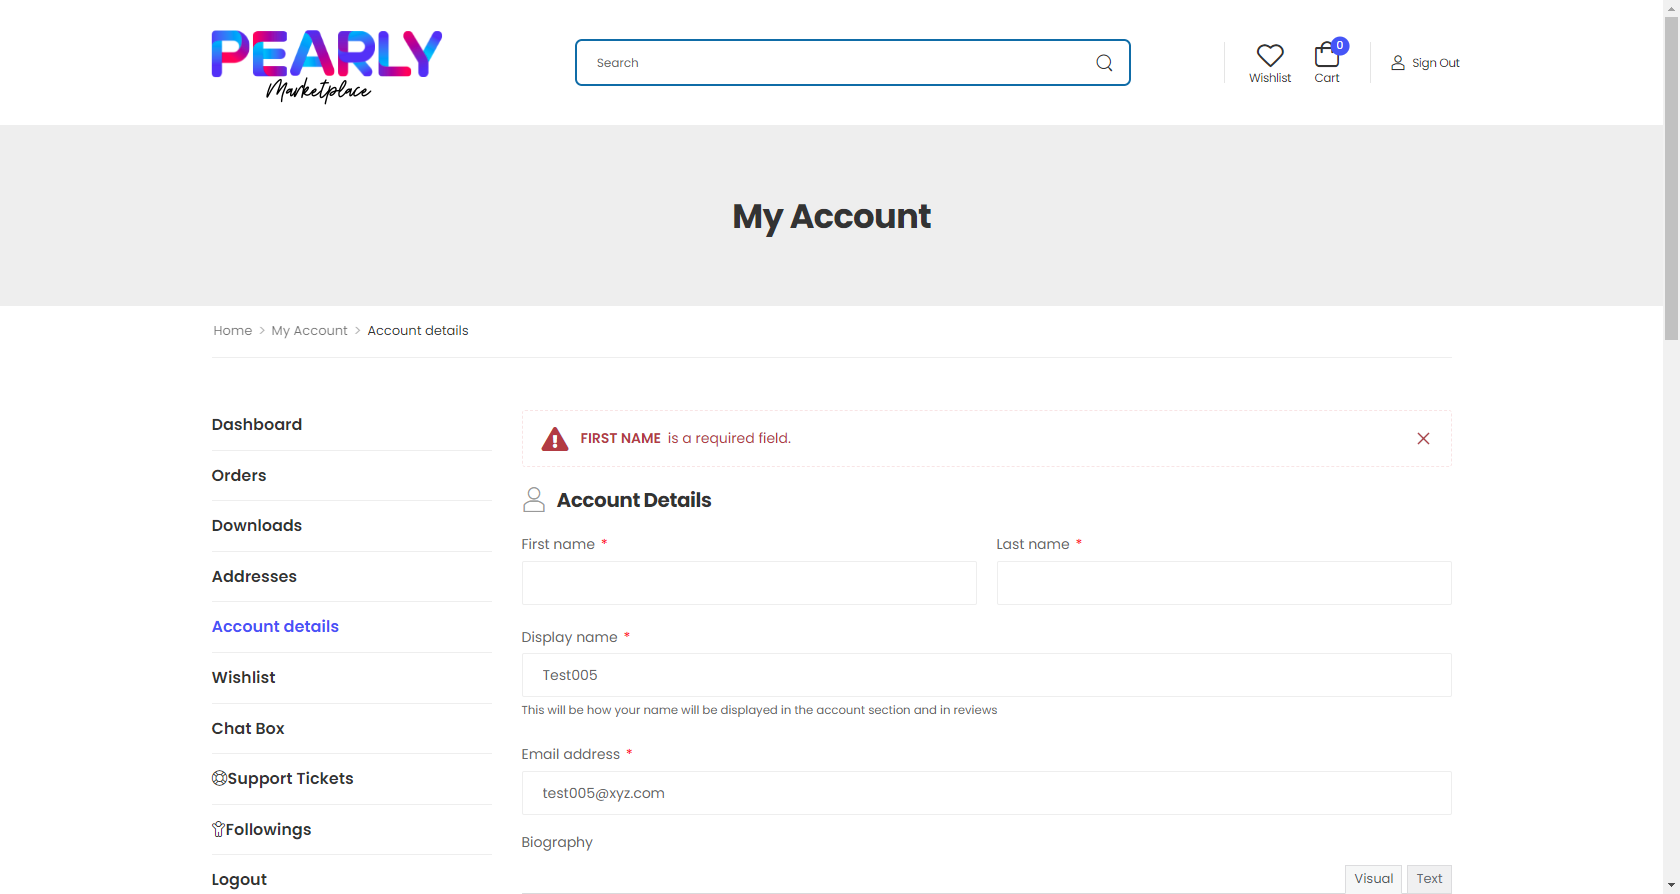 PEARLY
Marketplace
Search
Wishlist
0
Cart
Sign Out
My Account
Home > My Account > Account details
Dashboard
Orders
Downloads
Addresses
Account details
Wishlist
Chat Box
Support Tickets
Followings
Logout
FIRST NAME is a required field.
Account Details
First name *
Last name *
Display name *
Test005
This will be how your name will be displayed in the account section and in reviews
Email address *
test005@xyz.com
Biography
Visual
Text